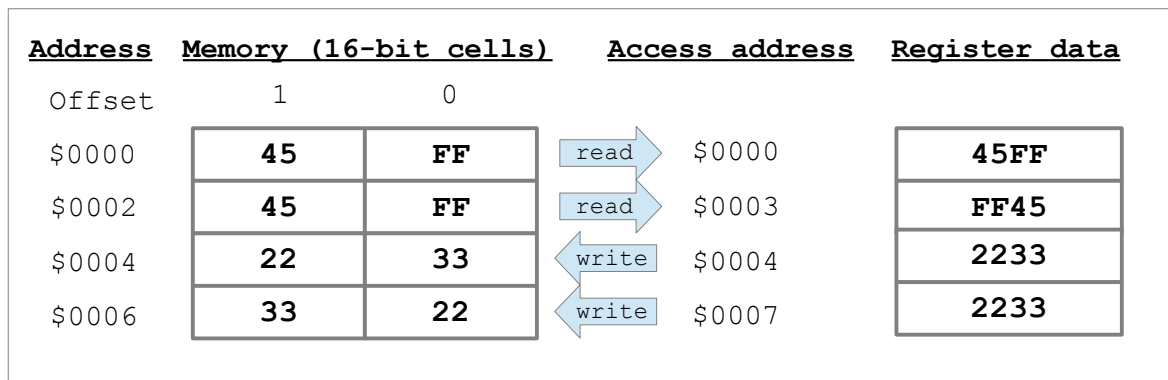 Address Memory (16-bit cells) Access address Register data
Offset 1 0
$0000 45 FF read $0000 45FF
$0002 45 FF read $0003 FF45
$0004 22 33 write $0004 2233
$0006 33 22 write $0007 2233